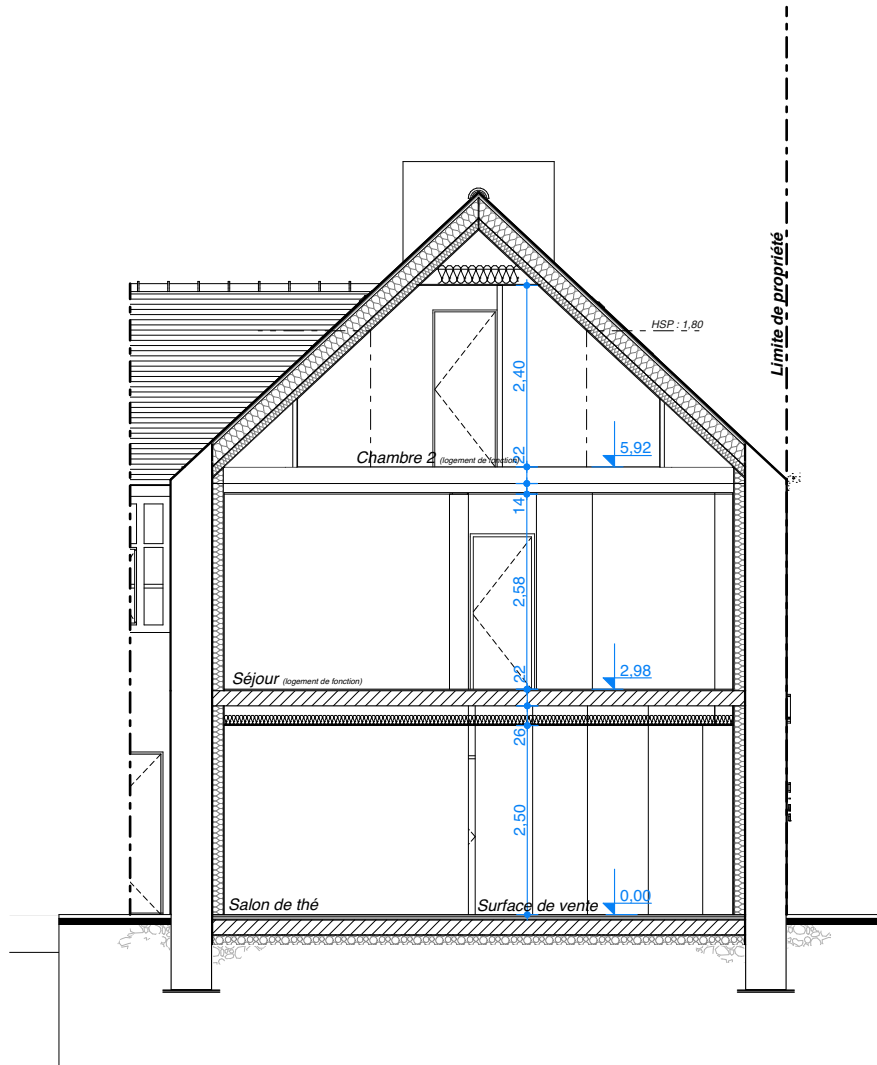 Limite de propriété
HSP : 1,80
2,40
Chambre 2 (logement de fonction)
22
5,92
14
2,58
Séjour (logement de fonction)
22
2,98
26
2,50
Salon de thé
Surface de vente
0,00